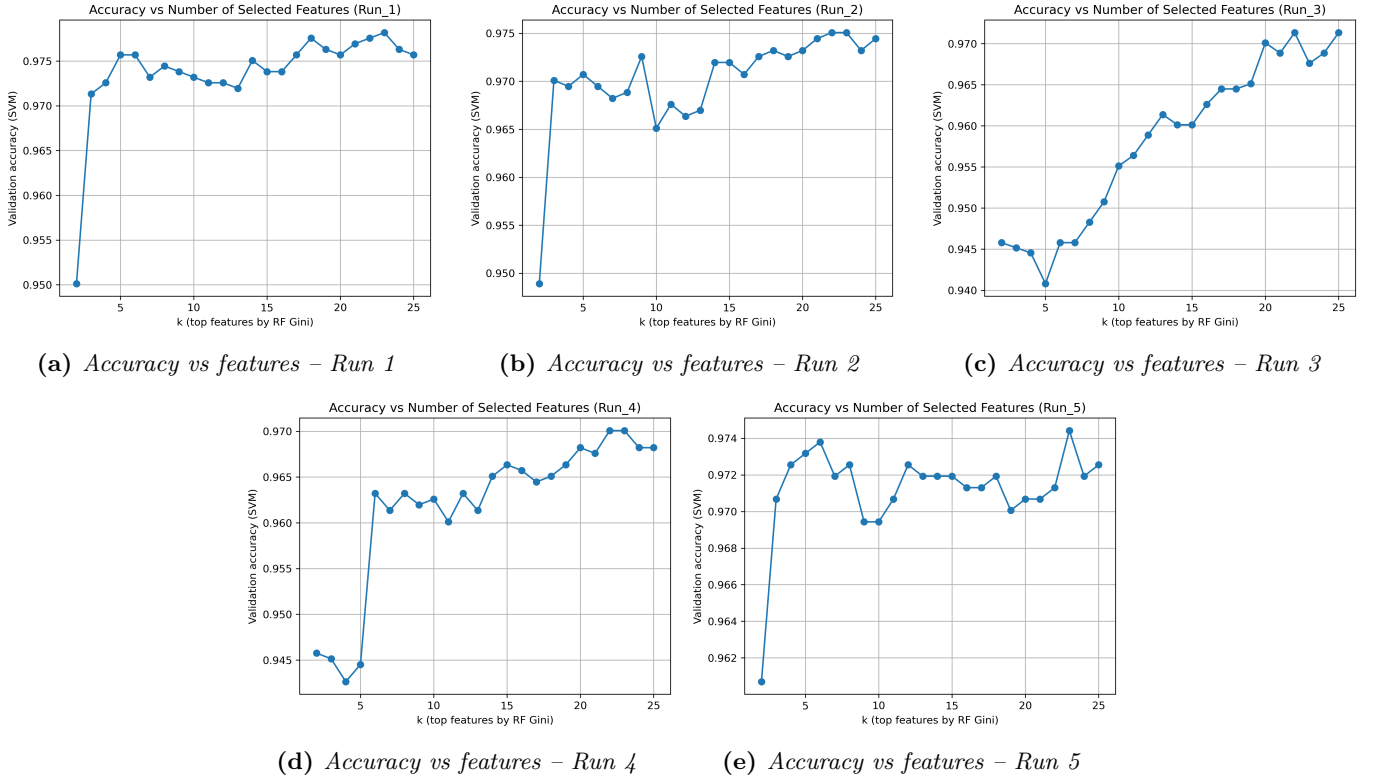 Accuracy vs Number of Selected Features (Run_1)
Validation accuracy (SVM)
0.975
0.970
0.965
0.960
0.955
0.950
5 10 15 20 25
k (top features by RF Gini)
(a) Accuracy vs features – Run 1
Accuracy vs Number of Selected Features (Run_2)
Validation accuracy (SVM)
0.975
0.970
0.965
0.960
0.955
0.950
5 10 15 20 25
k (top features by RF Gini)
(b) Accuracy vs features – Run 2
Accuracy vs Number of Selected Features (Run_3)
Validation accuracy (SVM)
0.970
0.965
0.960
0.955
0.950
0.945
0.940
5 10 15 20 25
k (top features by RF Gini)
(c) Accuracy vs features – Run 3
Accuracy vs Number of Selected Features (Run_4)
Validation accuracy (SVM)
0.970
0.965
0.960
0.955
0.950
0.945
5 10 15 20 25
k (top features by RF Gini)
(d) Accuracy vs features – Run 4
Accuracy vs Number of Selected Features (Run_5)
Validation accuracy (SVM)
0.974
0.972
0.970
0.968
0.966
0.964
0.962
5 10 15 20 25
k (top features by RF Gini)
(e) Accuracy vs features – Run 5